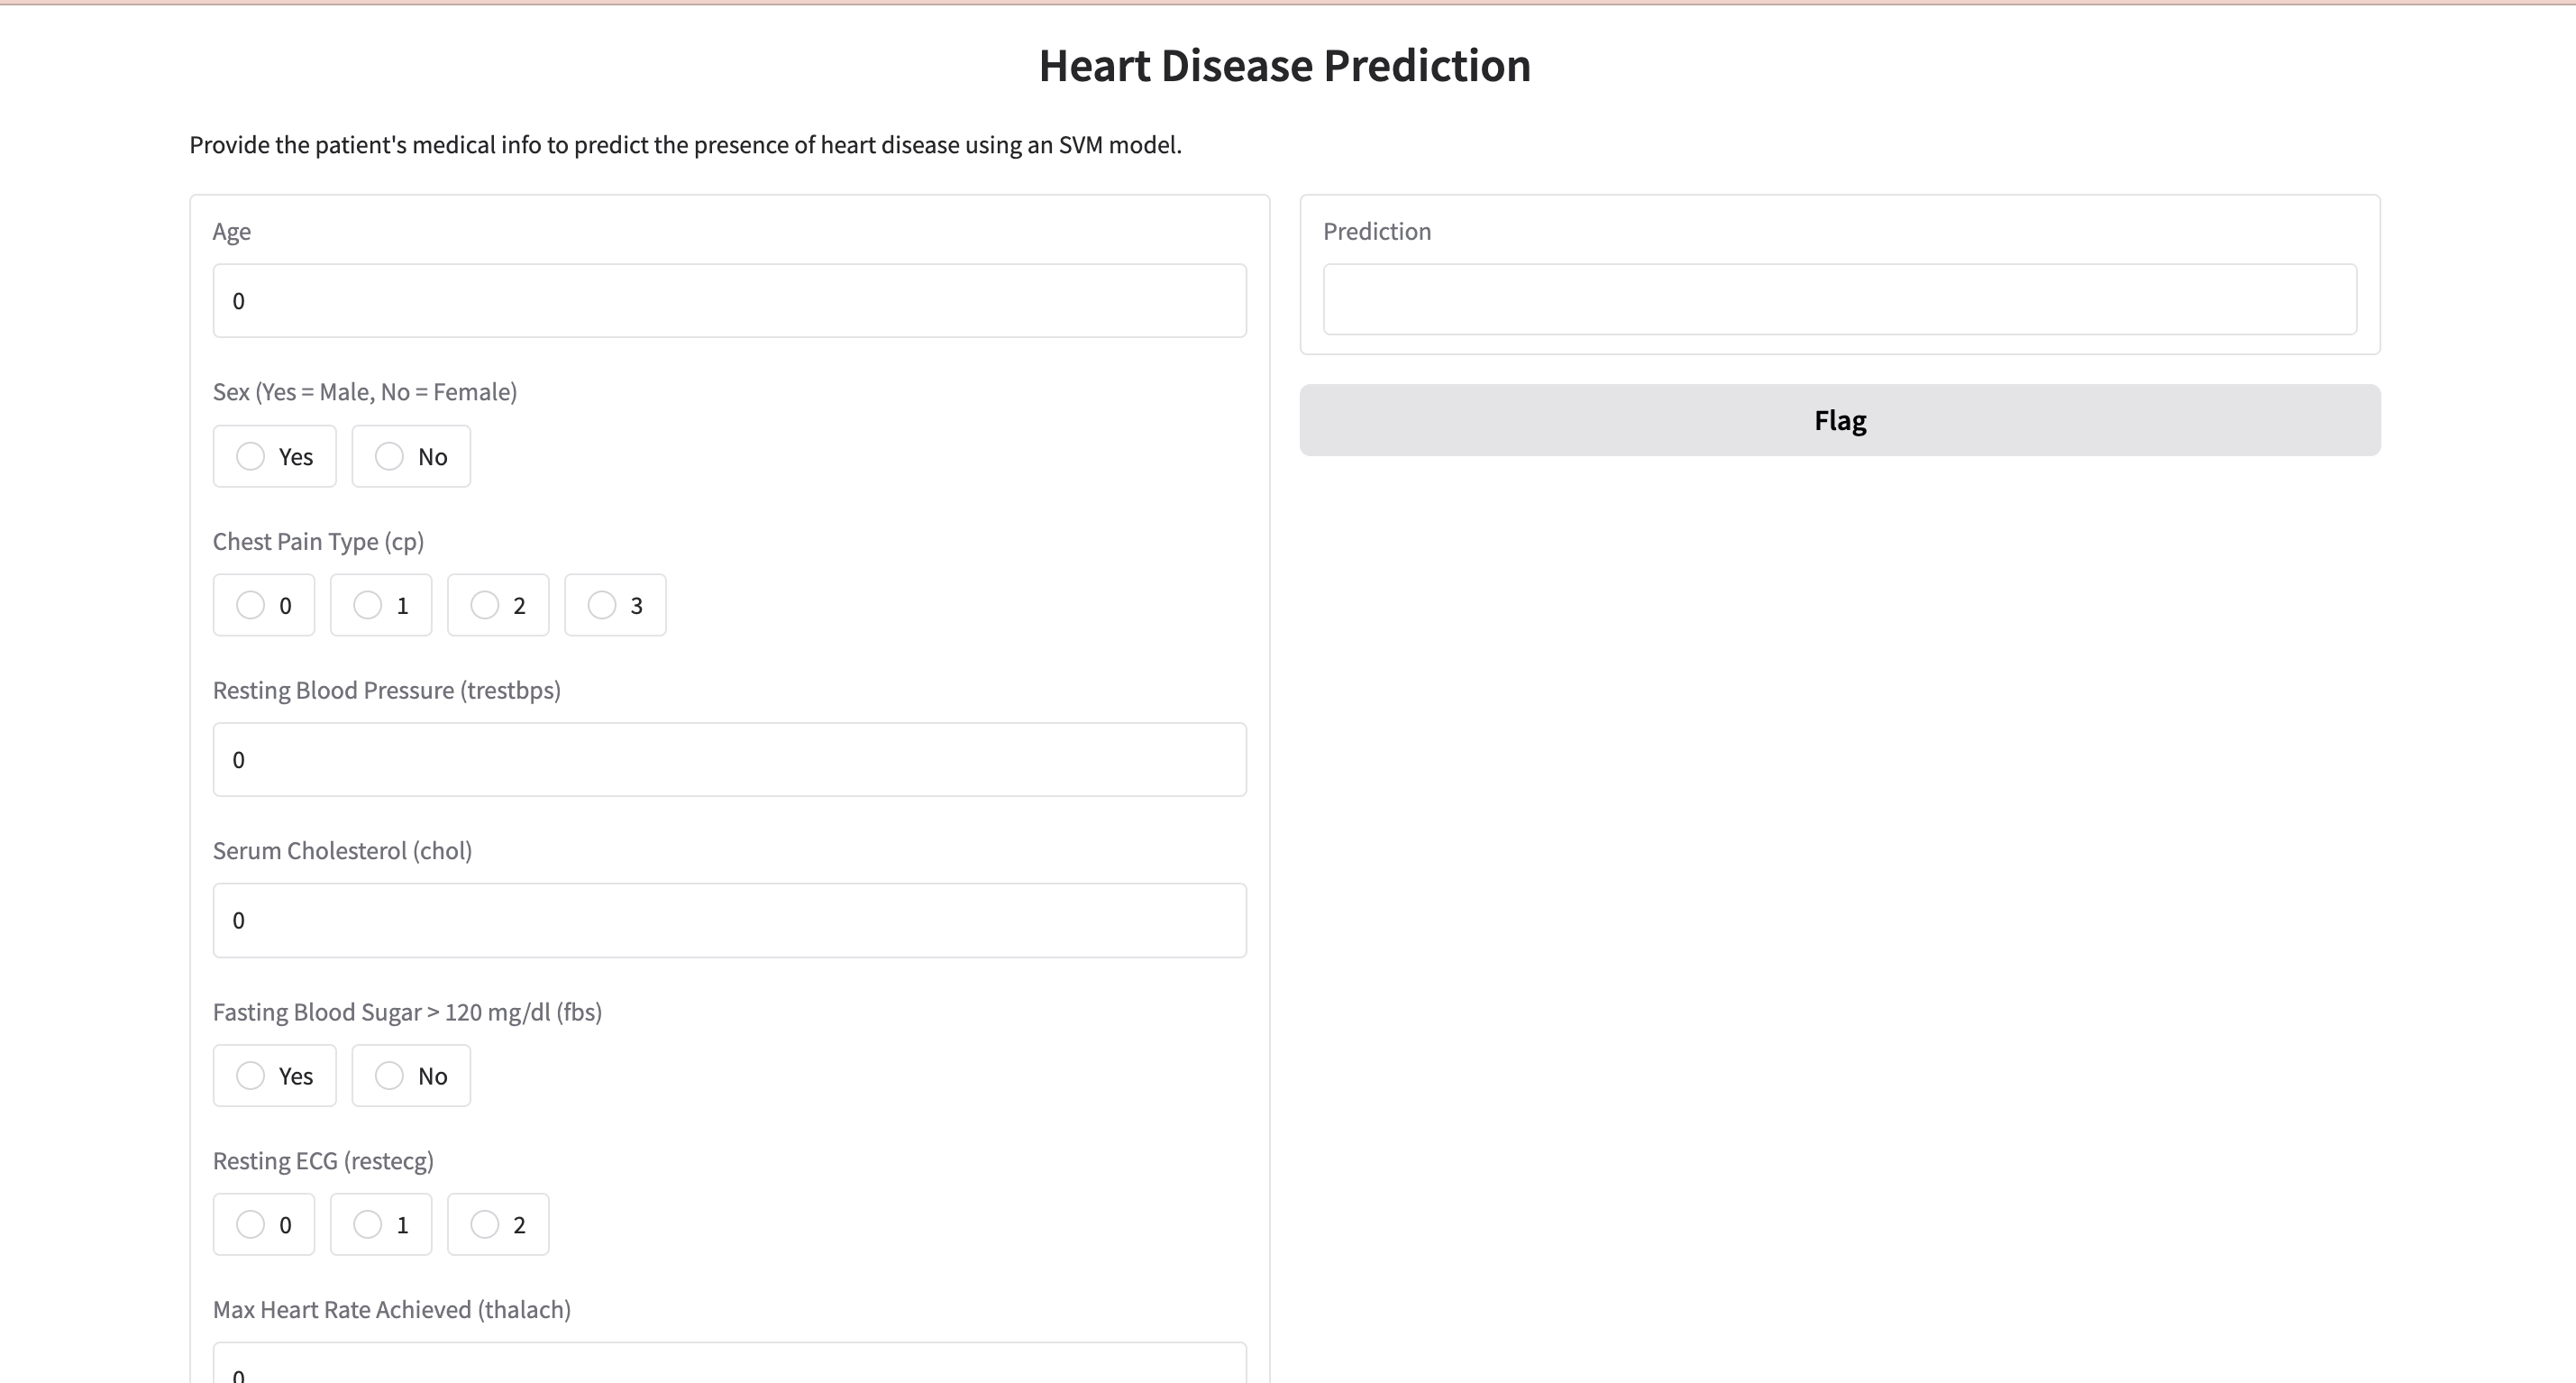 Heart Disease Prediction
Provide the patient's medical info to predict the presence of heart disease using an SVM model.
Age
0
Sex (Yes = Male, No = Female)
Yes No
Chest Pain Type (cp)
0 1 2 3
Resting Blood Pressure (trestbps)
0
Serum Cholesterol (chol)
0
Fasting Blood Sugar > 120 mg/dl (fbs)
Yes No
Resting ECG (restecg)
0 1 2
Max Heart Rate Achieved (thalach)
0
Prediction
Flag